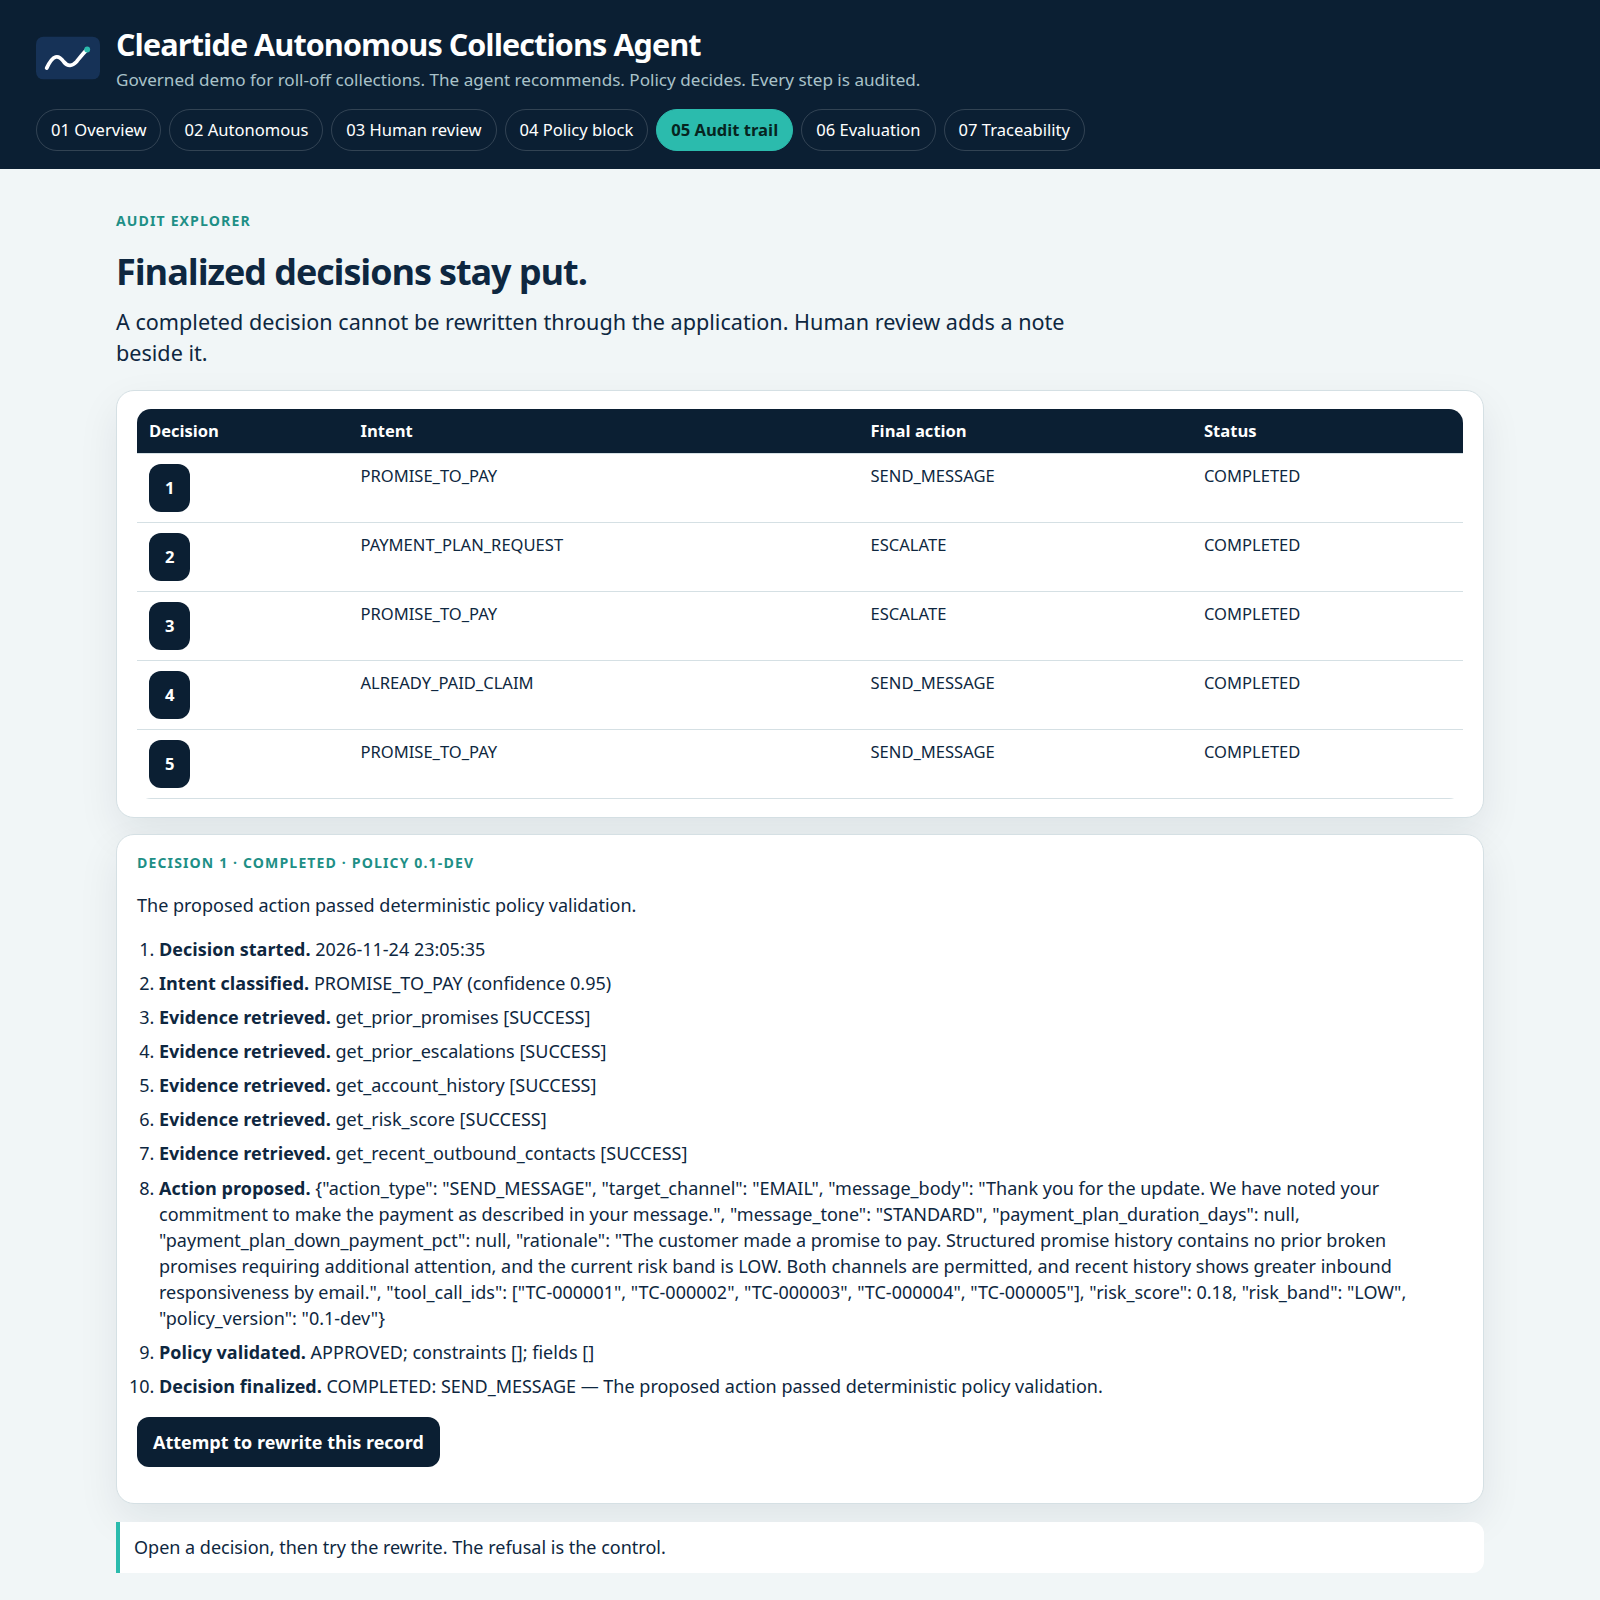 Cleartide Autonomous Collections Agent
Governed demo for roll-off collections. The agent recommends. Policy decides. Every step is audited.
01 Overview
02 Autonomous
03 Human review
04 Policy block
05 Audit trail
06 Evaluation
07 Traceability
AUDIT EXPLORER
Finalized decisions stay put.
A completed decision cannot be rewritten through the application. Human review adds a note
beside it.
Decision Intent Final action Status
1 PROMISE_TO_PAY SEND_MESSAGE COMPLETED
2 PAYMENT_PLAN_REQUEST ESCALATE COMPLETED
3 PROMISE_TO_PAY ESCALATE COMPLETED
4 ALREADY_PAID_CLAIM SEND_MESSAGE COMPLETED
5 PROMISE_TO_PAY SEND_MESSAGE COMPLETED
DECISION 1 · COMPLETED · POLICY 0.1-DEV
The proposed action passed deterministic policy validation.
1. Decision started. 2026-11-24 23:05:35
2. Intent classified. PROMISE_TO_PAY (confidence 0.95)
3. Evidence retrieved. get_prior_promises [SUCCESS]
4. Evidence retrieved. get_prior_escalations [SUCCESS]
5. Evidence retrieved. get_account_history [SUCCESS]
6. Evidence retrieved. get_risk_score [SUCCESS]
7. Evidence retrieved. get_recent_outbound_contacts [SUCCESS]
8. Action proposed. {"action_type": "SEND_MESSAGE", "target_channel": "EMAIL", "message_body": "Thank you for the update. We have noted your
commitment to make the payment as described in your message.", "message_tone": "STANDARD", "payment_plan_duration_days": null,
"payment_plan_down_payment_pct": null, "rationale": "The customer made a promise to pay. Structured promise history contains no prior broken
promises requiring additional attention, and the current risk band is LOW. Both channels are permitted, and recent history shows greater inbound
responsiveness by email.", "tool_call_ids": ["TC-000001", "TC-000002", "TC-000003", "TC-000004", "TC-000005"], "risk_score": 0.18, "risk_band": "LOW",
"policy_version": "0.1-dev"}
9. Policy validated. APPROVED; constraints []; fields []
10. Decision finalized. COMPLETED: SEND_MESSAGE — The proposed action passed deterministic policy validation.
Attempt to rewrite this record
Open a decision, then try the rewrite. The refusal is the control.